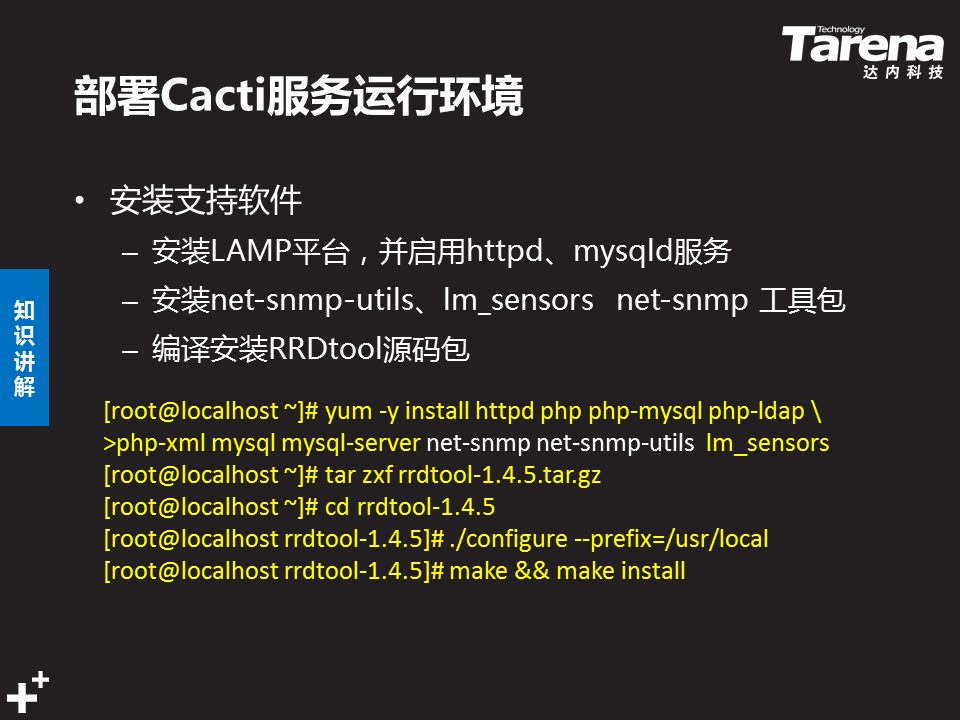 Technology
Tarena
达内科技
部署Cacti服务运行环境
• 安装支持软件
– 安装LAMP平台，并启用httpd、mysqld服务
– 安装net-snmp-utils、lm_sensors net-snmp 工具包
– 编译安装RRDtool源码包
知识讲解
[root@localhost ~]# yum -y install httpd php php-mysql php-ldap \
>php-xml mysql mysql-server net-snmp net-snmp-utils lm_sensors
[root@localhost ~]# tar zxf rrdtool-1.4.5.tar.gz
[root@localhost ~]# cd rrdtool-1.4.5
[root@localhost rrdtool-1.4.5]# ./configure --prefix=/usr/local
[root@localhost rrdtool-1.4.5]# make && make install